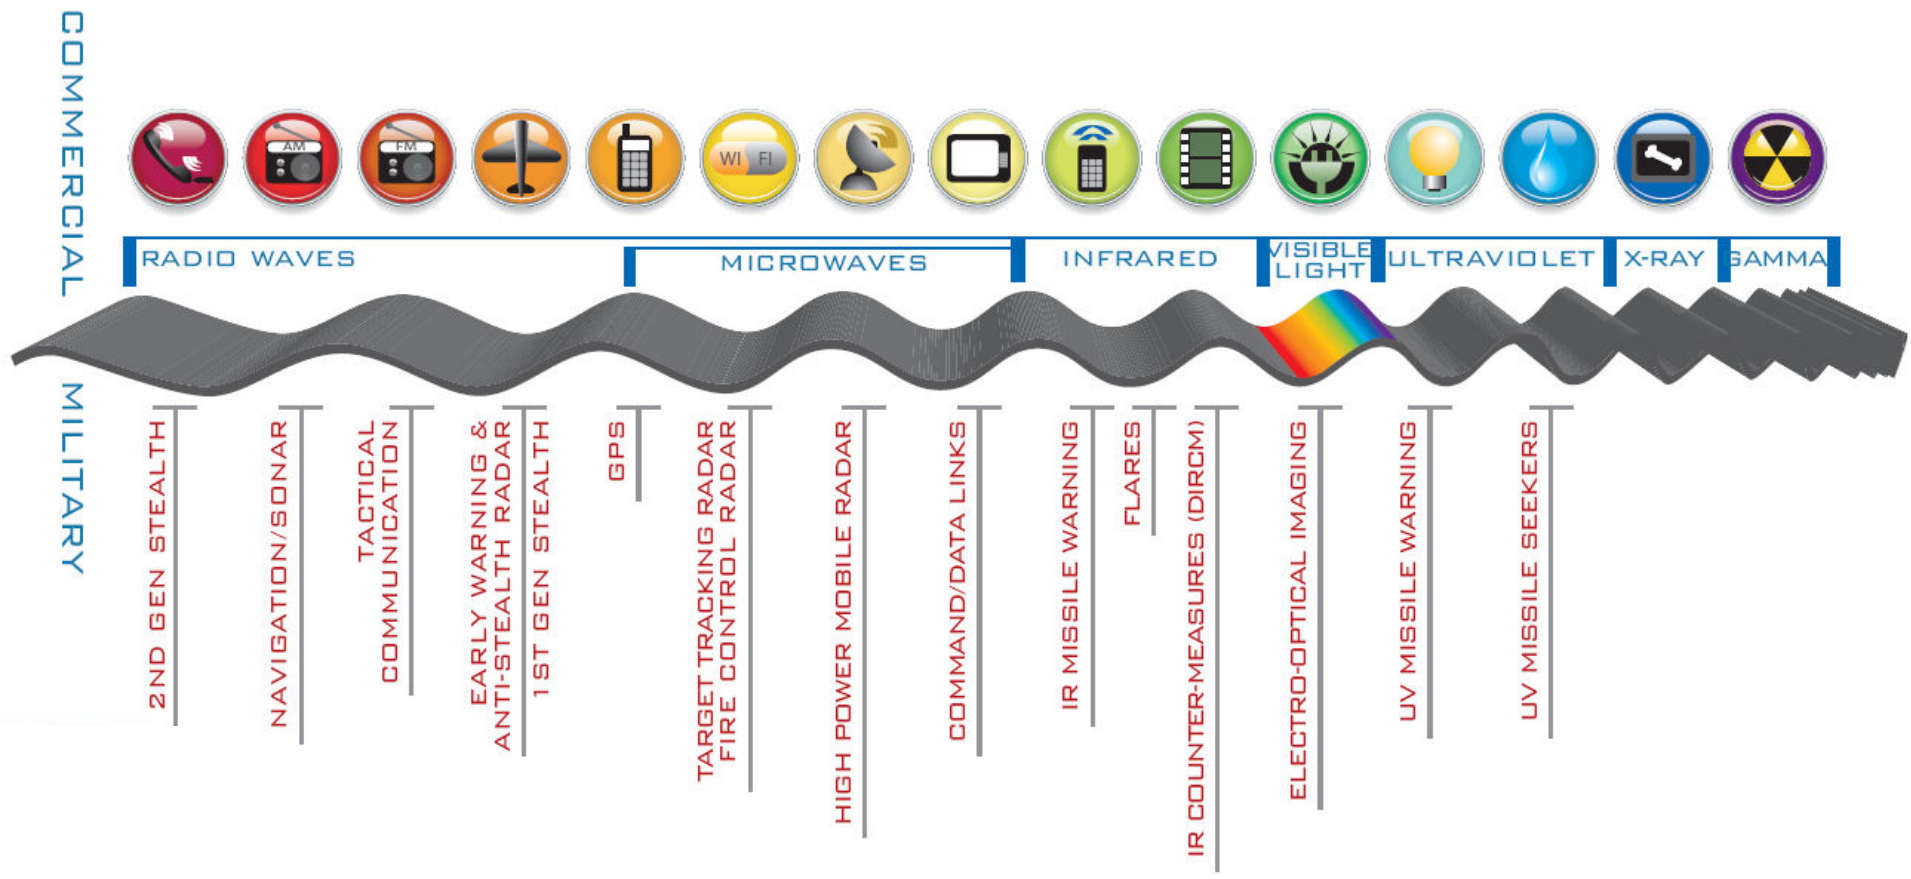 COMMERCIAL
AM
FM
WI FI
RADIO WAVES
MICROWAVES
INFRARED
VISIBLE
LIGHT
ULTRAVIOLET
X-RAY
GAMMA
MILITARY
2ND GEN STEALTH
NAVIGATION/SONAR
TACTICAL
COMMUNICATION
EARLY WARNING &
ANTI-STEALTH RADAR
1ST GEN STEALTH
GPS
TARGET TRACKING RADAR
FIRE CONTROL RADAR
HIGH POWER MOBILE RADAR
COMMAND/DATA LINKS
IR MISSILE WARNING
FLARES
IR COUNTER-MEASURES (DIRCM)
ELECTRO-OPTICAL IMAGING
UV MISSILE WARNING
UV MISSILE SEEKERS